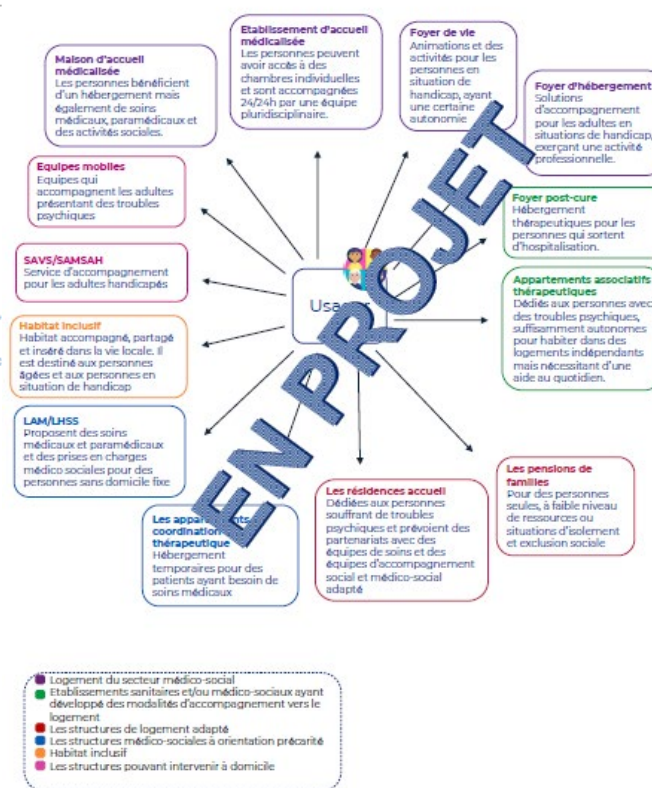 Maison d'accueil
médicalisée
Les personnes bénéficient
d'un hébergement mais
également de soins
médicaux, paramédicaux et
des activités sociales.
Etablissement d'accueil
médicalisée
Les personnes peuvent
avoir accès à des
chambres individuelles
et sont accompagnées
24/24h par une équipe
pluridisciplinaire.
Foyer de vie
Animations et des
activités pour les
personnes en
situation de
handicap, ayant
une certaine
autonomie
Foyer d'hébergement
Solutions
d'accompagnement
pour les adultes en
situations de handicap,
exerçant une activité
professionnelle.
Equipes mobiles
Equipes qui
accompagnent les adultes
présentant des troubles
psychiques
Foyer post-cure
Hébergement
thérapeutiques pour les
personnes qui sortent
d'hospitalisation.
SAVS/SAMSAH
Service d'accompagnement
pour les adultes handicapés
Appartements associatifs
thérapeutiques
Dédiés aux personnes avec
des troubles psychiques,
suffisamment autonomes
pour habiter dans des
logements indépendants
mais nécessitant d'une
aide au quotidien.
EN PROJET
Habitat inclusif
Habitat accompagné, partagé
et inséré dans la vie locale. Il
est destiné aux personnes
âgées et aux personnes en
situation de handicap
LAM/LHSS
Proposent des soins
médicaux et paramédicaux
et des prises en charges
médico sociales pour des
personnes sans domicile fixe
Les
coordination
thérapeutique
Hébergement
temporaires pour des
patients ayant besoin de
soins médicaux
Les résidences accueil
Dédiées aux personnes
souffrant de troubles
psychiques et prévoient des
partenariats avec des
équipes de soins et des
équipes d'accompagnement
social et médico-social
adapté
Les pensions de
familles
Pour des personnes
seules, à faible niveau
de ressources ou
situations d'isolement
et exclusion sociale
Logement du secteur médico-social
Etablissements sanitaires et/ou médico-sociaux ayant
développé des modalités d'accompagnement vers le
logement
Les structures de logement adapté
Les structures médico-sociales à orientation précarité
Habitat inclusif
Les structures pouvant intervenir à domicile